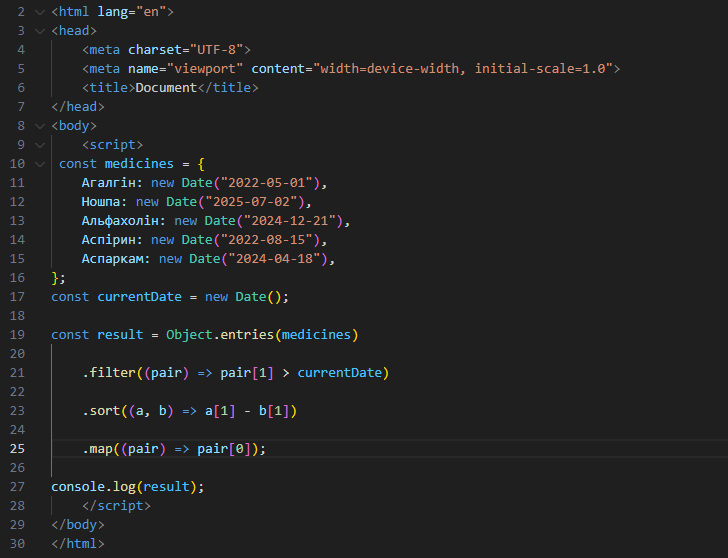 2 <html lang="en">
3 <head>
4     <meta charset="UTF-8">
5     <meta name="viewport" content="width=device-width, initial-scale=1.0">
6     <title>Document</title>
7 </head>
8 <body>
9     <script>
10  const medicines = {
11     Агалгін: new Date("2022-05-01"),
12     Ношпа: new Date("2025-07-02"),
13     Альфахолін: new Date("2024-12-21"),
14     Аспірин: new Date("2022-08-15"),
15     Аспаркам: new Date("2024-04-18"),
16 };
17 const currentDate = new Date();
18
19 const result = Object.entries(medicines)
20
21     .filter((pair) => pair[1] > currentDate)
22
23     .sort((a, b) => a[1] - b[1])
24
25     .map((pair) => pair[0]);
26
27 console.log(result);
28     </script>
29 </body>
30 </html>